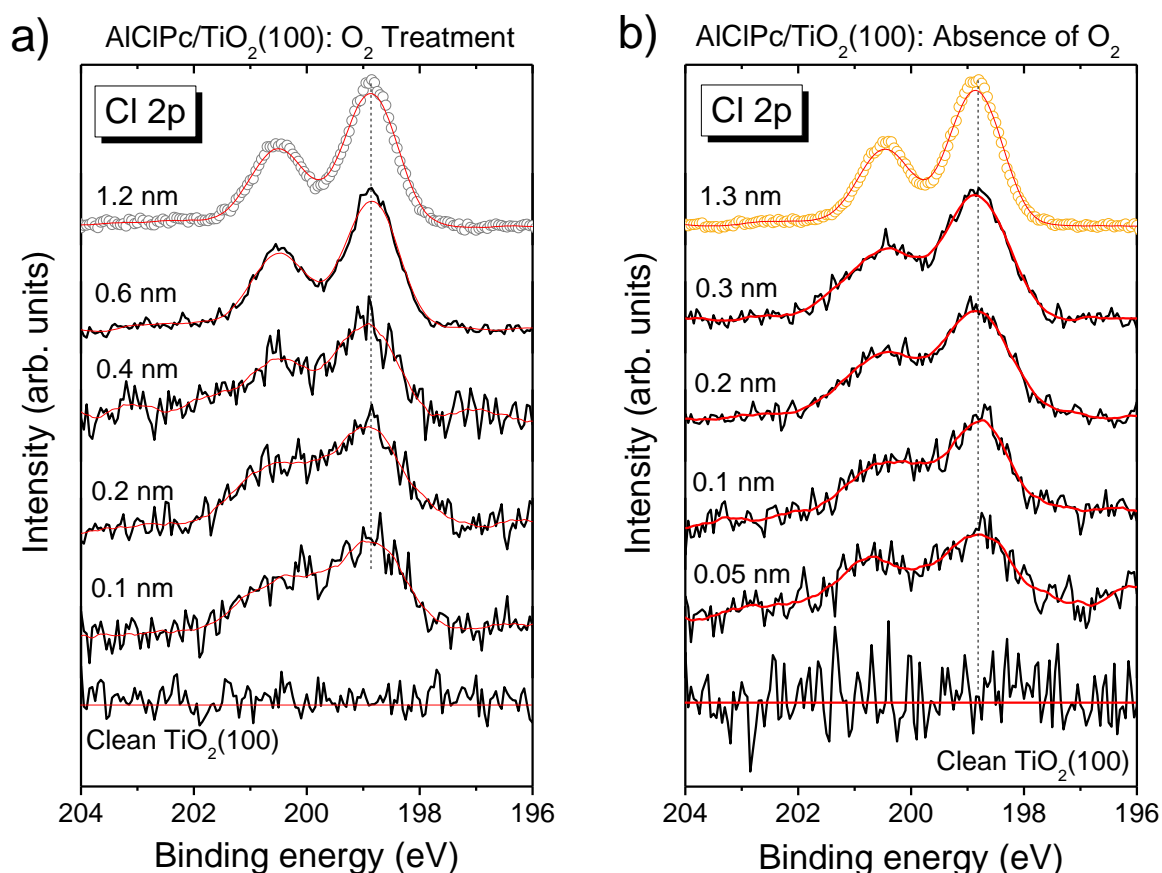 a)
AlClPc/TiO₂(100): O₂ Treatment
Cl 2p
1.2 nm
0.6 nm
0.4 nm
0.2 nm
0.1 nm
Clean TiO₂(100)
Intensity (arb. units)
204 202 200 198 196
Binding energy (eV)
b)
AlClPc/TiO₂(100): Absence of O₂
Cl 2p
1.3 nm
0.3 nm
0.2 nm
0.1 nm
0.05 nm
Clean TiO₂(100)
Intensity (arb. units)
204 202 200 198 196
Binding energy (eV)